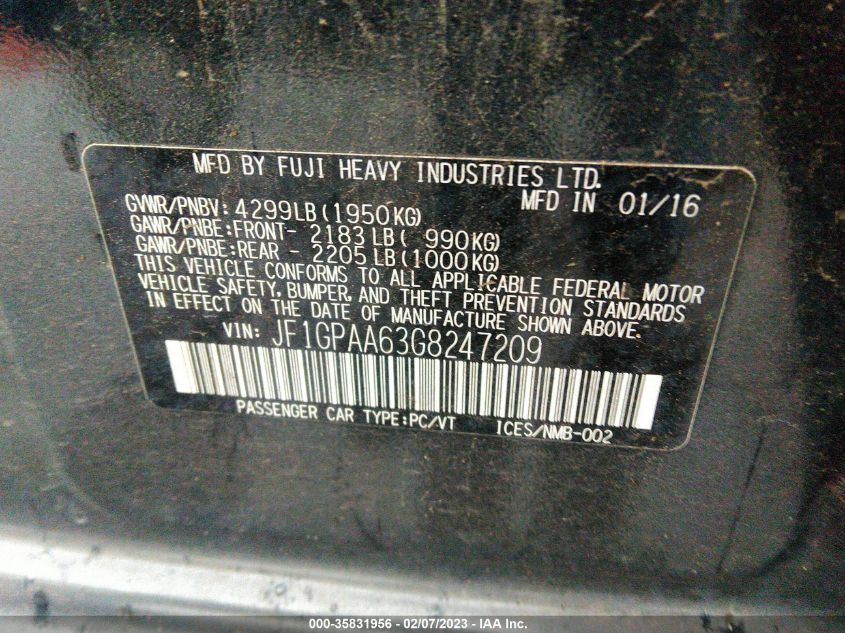 MFD BY FUJI HEAVY INDUSTRIES LTD.
MFD IN 01/16
GVWR/PNBV: 4299LB(1950KG)
GAWR/PNBE:FRONT- 2183LB( 990KG)
GAWR/PNBE:REAR - 2205LB(1000KG)
THIS VEHICLE CONFORMS TO ALL APPLICABLE FEDERAL MOTOR
VEHICLE SAFETY, BUMPER, AND THEFT PREVENTION STANDARDS
IN EFFECT ON THE DATE OF MANUFACTURE SHOWN ABOVE.
VIN: JF1GPAA63G8247209
PASSENGER CAR TYPE:PC/VT ICES/NMB-002
000-35831956 - 02/07/2023 - © IAA Inc.